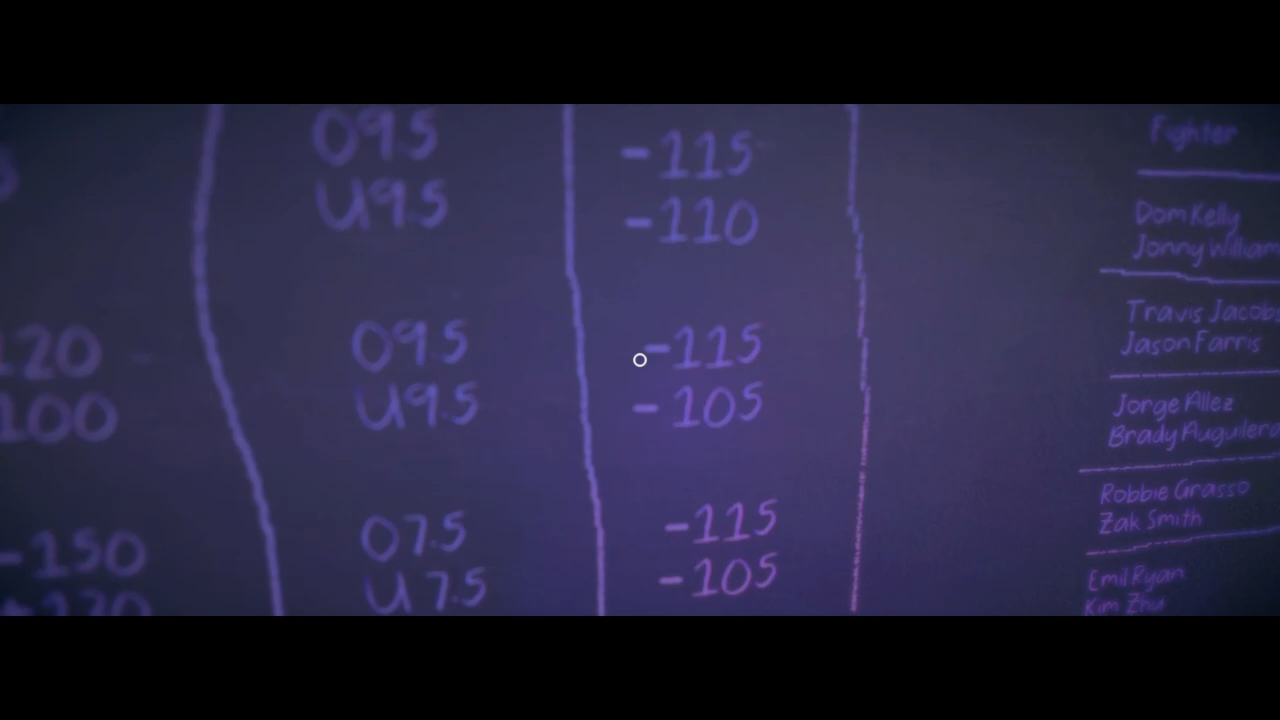 O9.5
U9.5
-115
-110
120
100
O9.5
U9.5
-115
-105
-150
+130
O7.5
U7.5
-115
-105
Fighter
Dom Kelly
Jonny William
Travis Jacobs
Jason Farris
Jorge Allez
Brady Auguilera
Robbie Grasso
Zak Smith
Emil Ryan
Kim Zhu